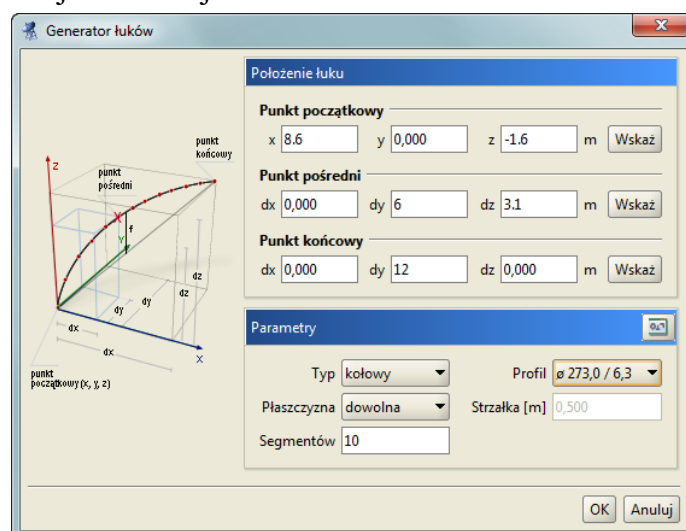 Generator łuków
Położenie łuku
Punkt początkowy
x 8.6 y 0,000 z -1.6 m Wskaż
Punkt pośredni
dx 0,000 dy 6 dz 3.1 m Wskaż
Punkt końcowy
dx 0,000 dy 12 dz 0,000 m Wskaż
Parametry
Typ kołowy Profil ø 273,0 / 6,3
Płaszczyzna dowolna Strzałka [m] 0,500
Segmentów 10
OK Anuluj
z
punkt
pośredni
punkt
końcowy
X
f
Y
dz
dz
dy
dy
dx
dx
X
punkt
początkowy (x, y, z)